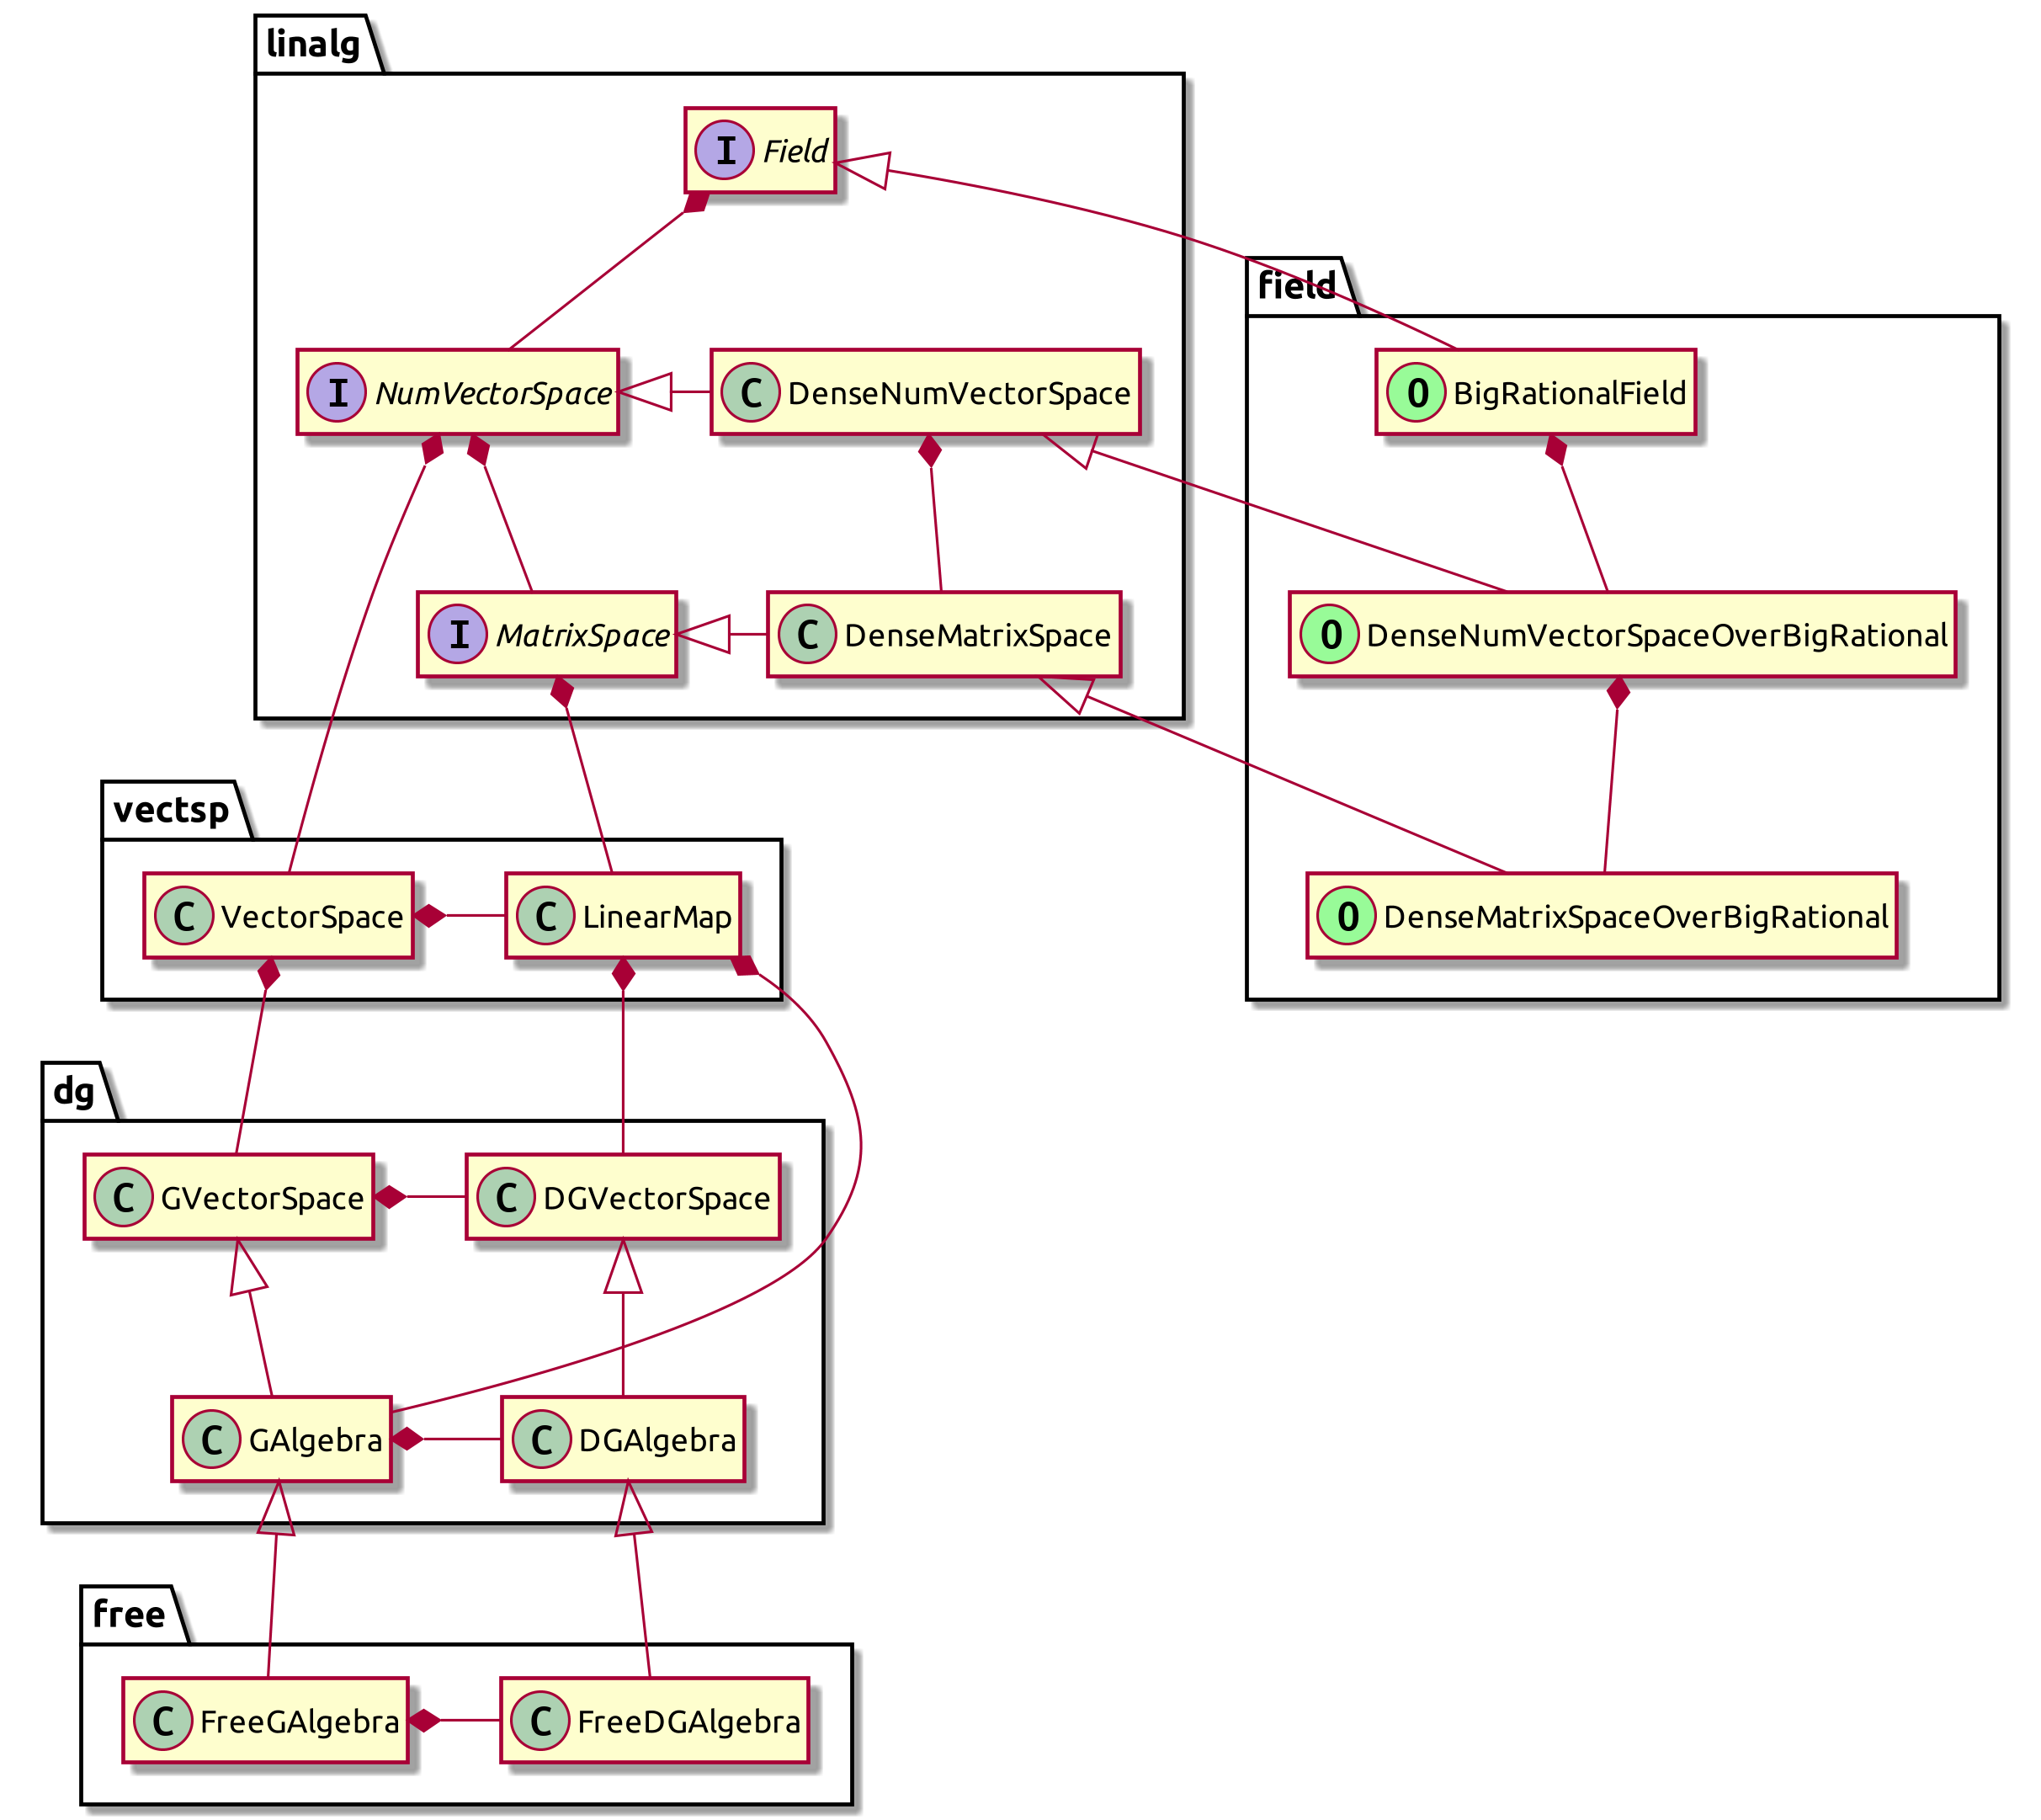 linalg
I Field
field
I NumVectorSpace
C DenseNumVectorSpace
O BigRationalField
I MatrixSpace
C DenseMatrixSpace
O DenseNumVectorSpaceOverBigRational
vectsp
C VectorSpace
C LinearMap
O DenseMatrixSpaceOverBigRational
dg
C GVectorSpace
C DGVectorSpace
C GAlgebra
C DGAlgebra
free
C FreeGAlgebra
C FreeDGAlgebra